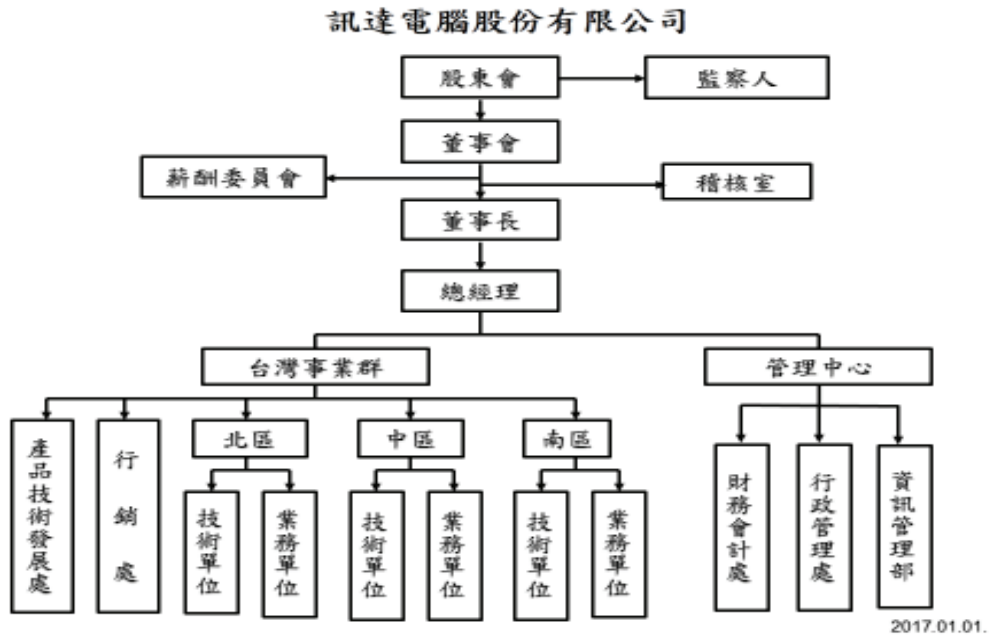 訊達電腦股份有限公司
股東會
監察人
董事會
薪酬委員會
稽核室
董事長
總經理
台灣事業群
管理中心
產品技術發展處
行銷處
北區
中區
南區
技術單位
業務單位
技術單位
業務單位
技術單位
業務單位
財務會計處
行政管理處
資訊管理部
2017.01.01.